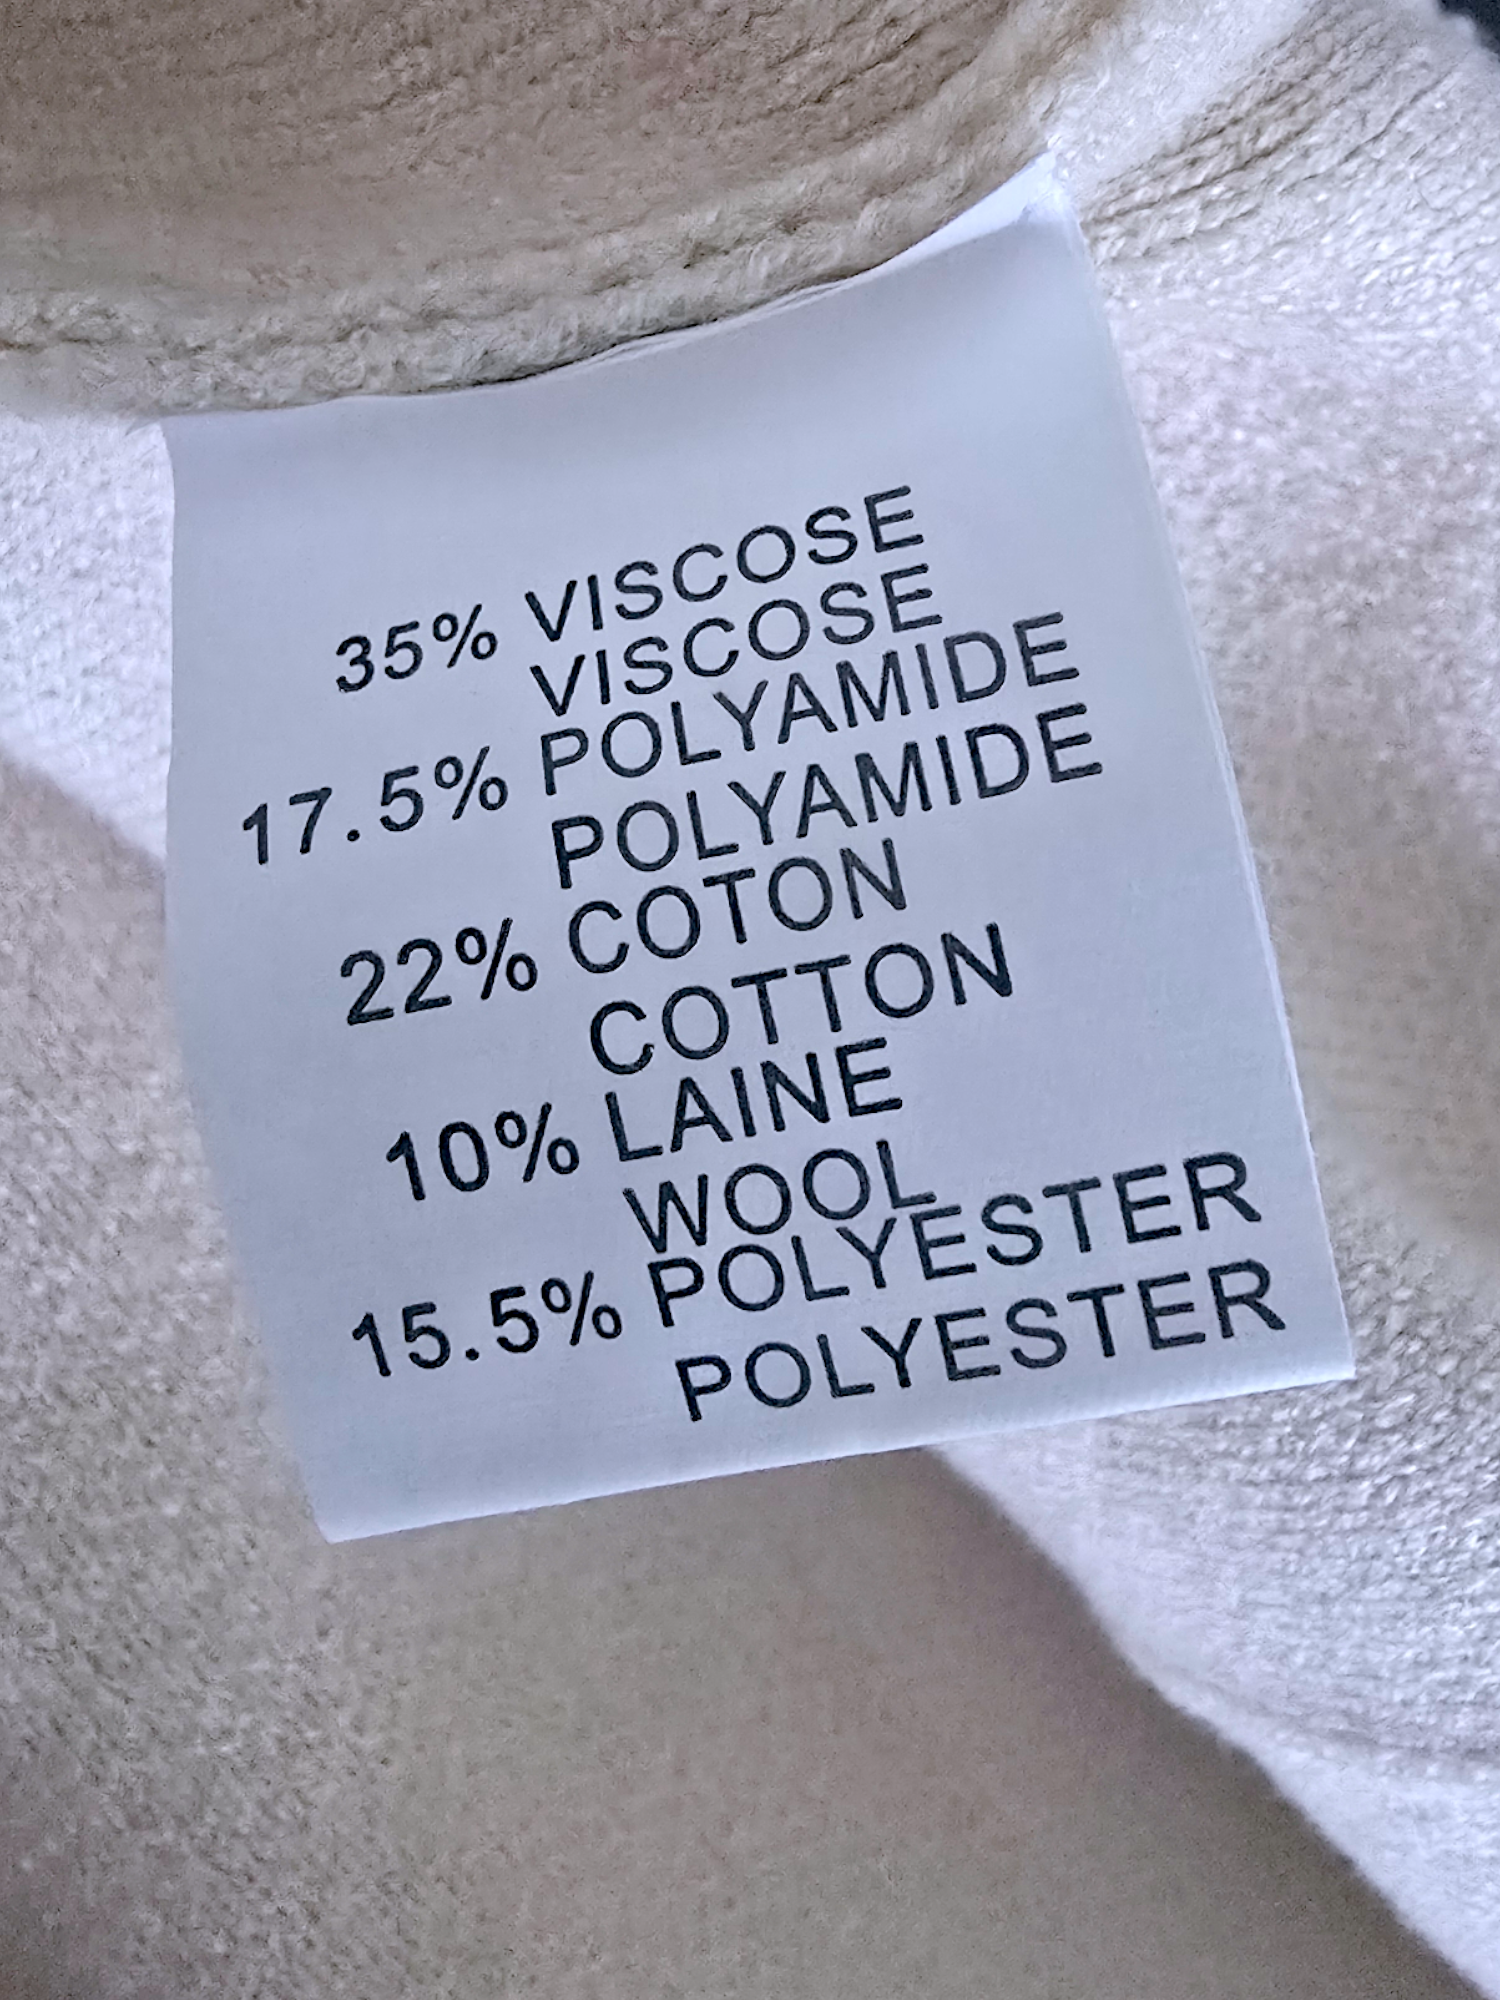 35% VISCOSE
VISCOSE
17.5% POLYAMIDE
POLYAMIDE
22% COTON
COTTON
10% LAINE
WOOL
15.5% POLYESTER
POLYESTER